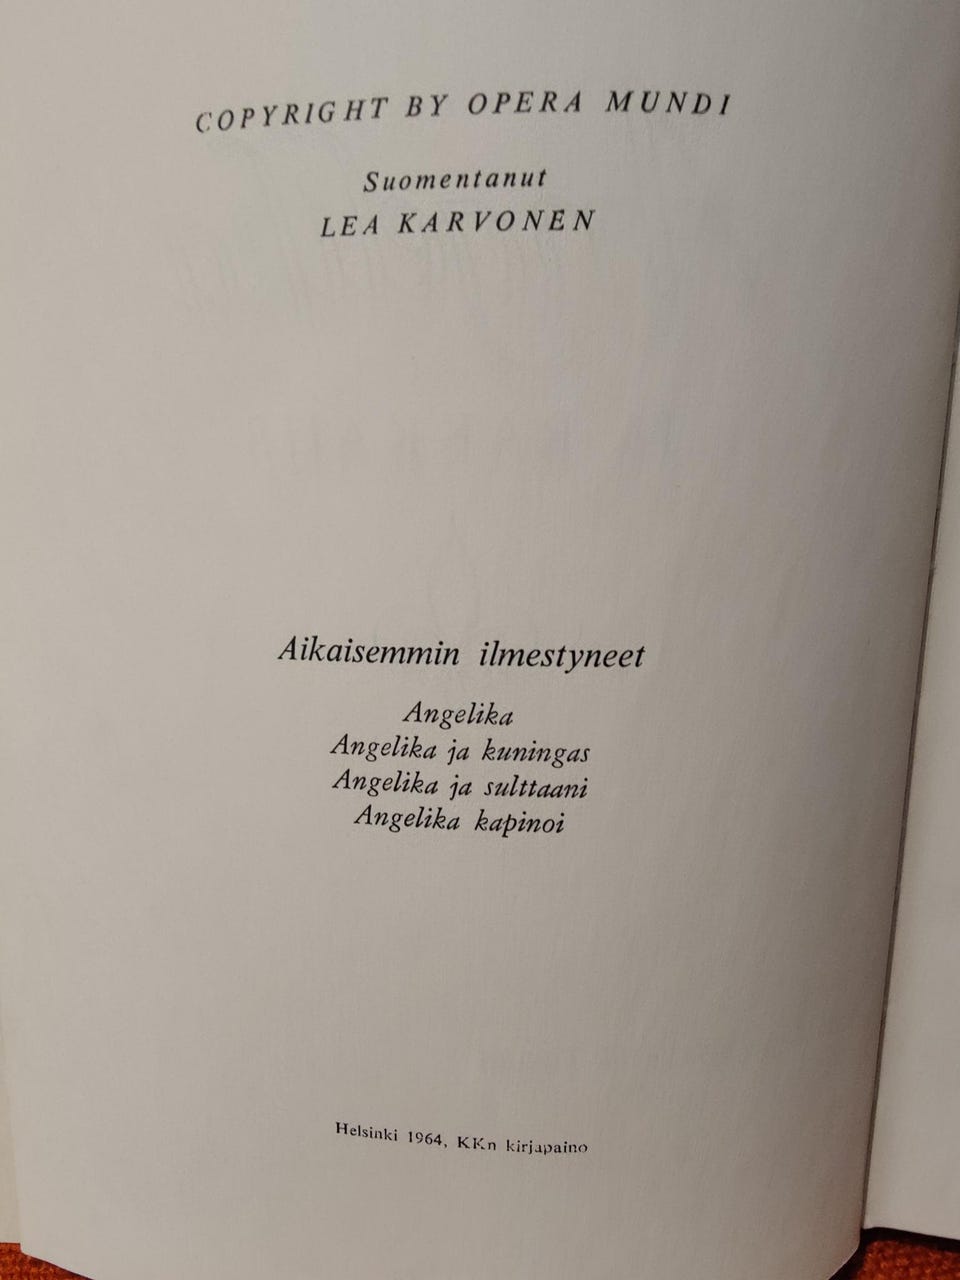 COPYRIGHT BY OPERA MUNDI
Suomentanut
LEA KARVONEN
Aikaisemmin ilmestyneet
Angelika
Angelika ja kuningas
Angelika ja sulttaani
Angelika kapinoi
Helsinki 1964, KKn kirjapaino